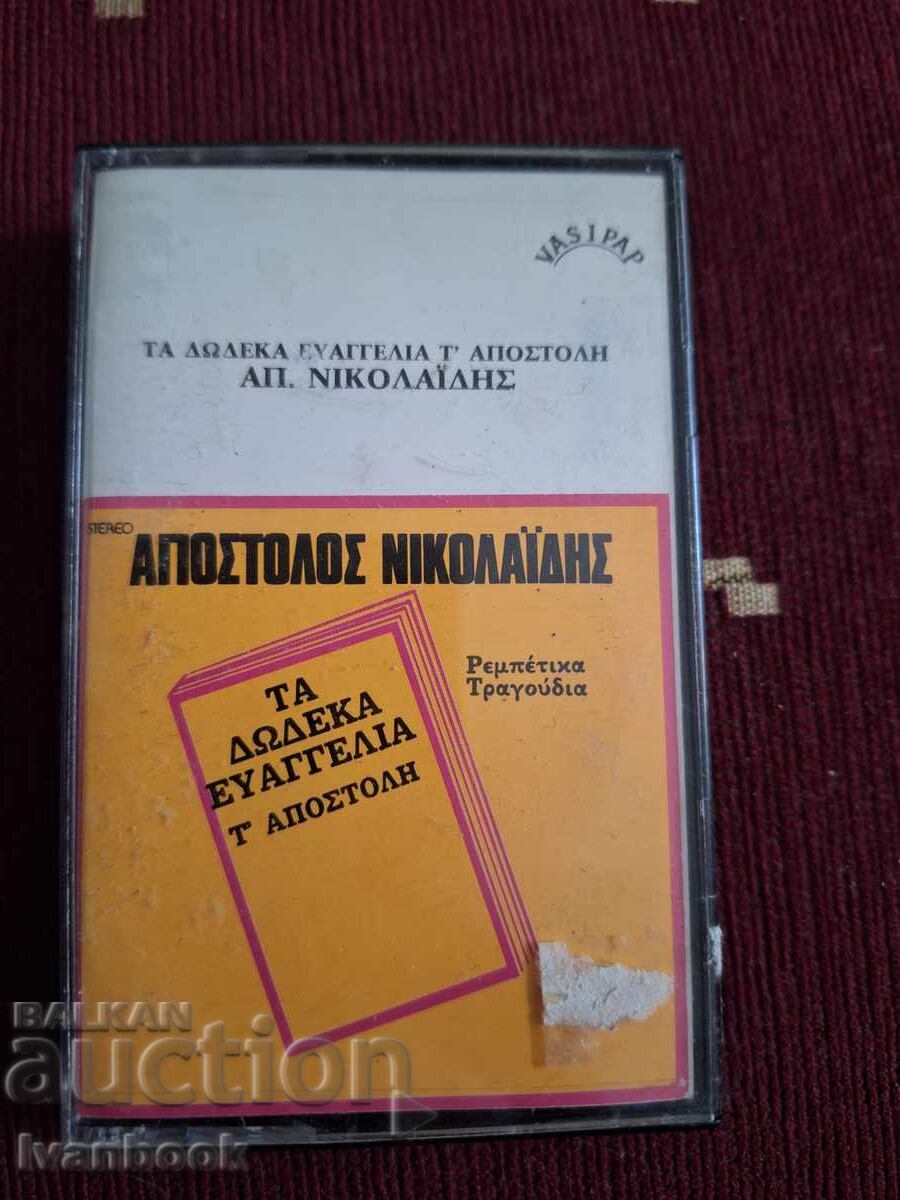 VASIPAP
ΤΑ ΔΩΔΕΚΑ ΕΥΑΓΓΕΛΙΑ Τ' ΑΠΟΣΤΟΛΗ
ΑΠ. ΝΙΚΟΛΑΪΔΗΣ
STEREO
ΑΠΟΣΤΟΛΟΣ ΝΙΚΟΛΑΪΔΗΣ
Ρεμπέτικα
Τραγούδια
ΤΑ
ΔΩΔΕΚΑ
ΕΥΑΓΓΕΛΙΑ
Τ' ΑΠΟΣΤΟΛΗ
BALKAN
auction
Ivanbook